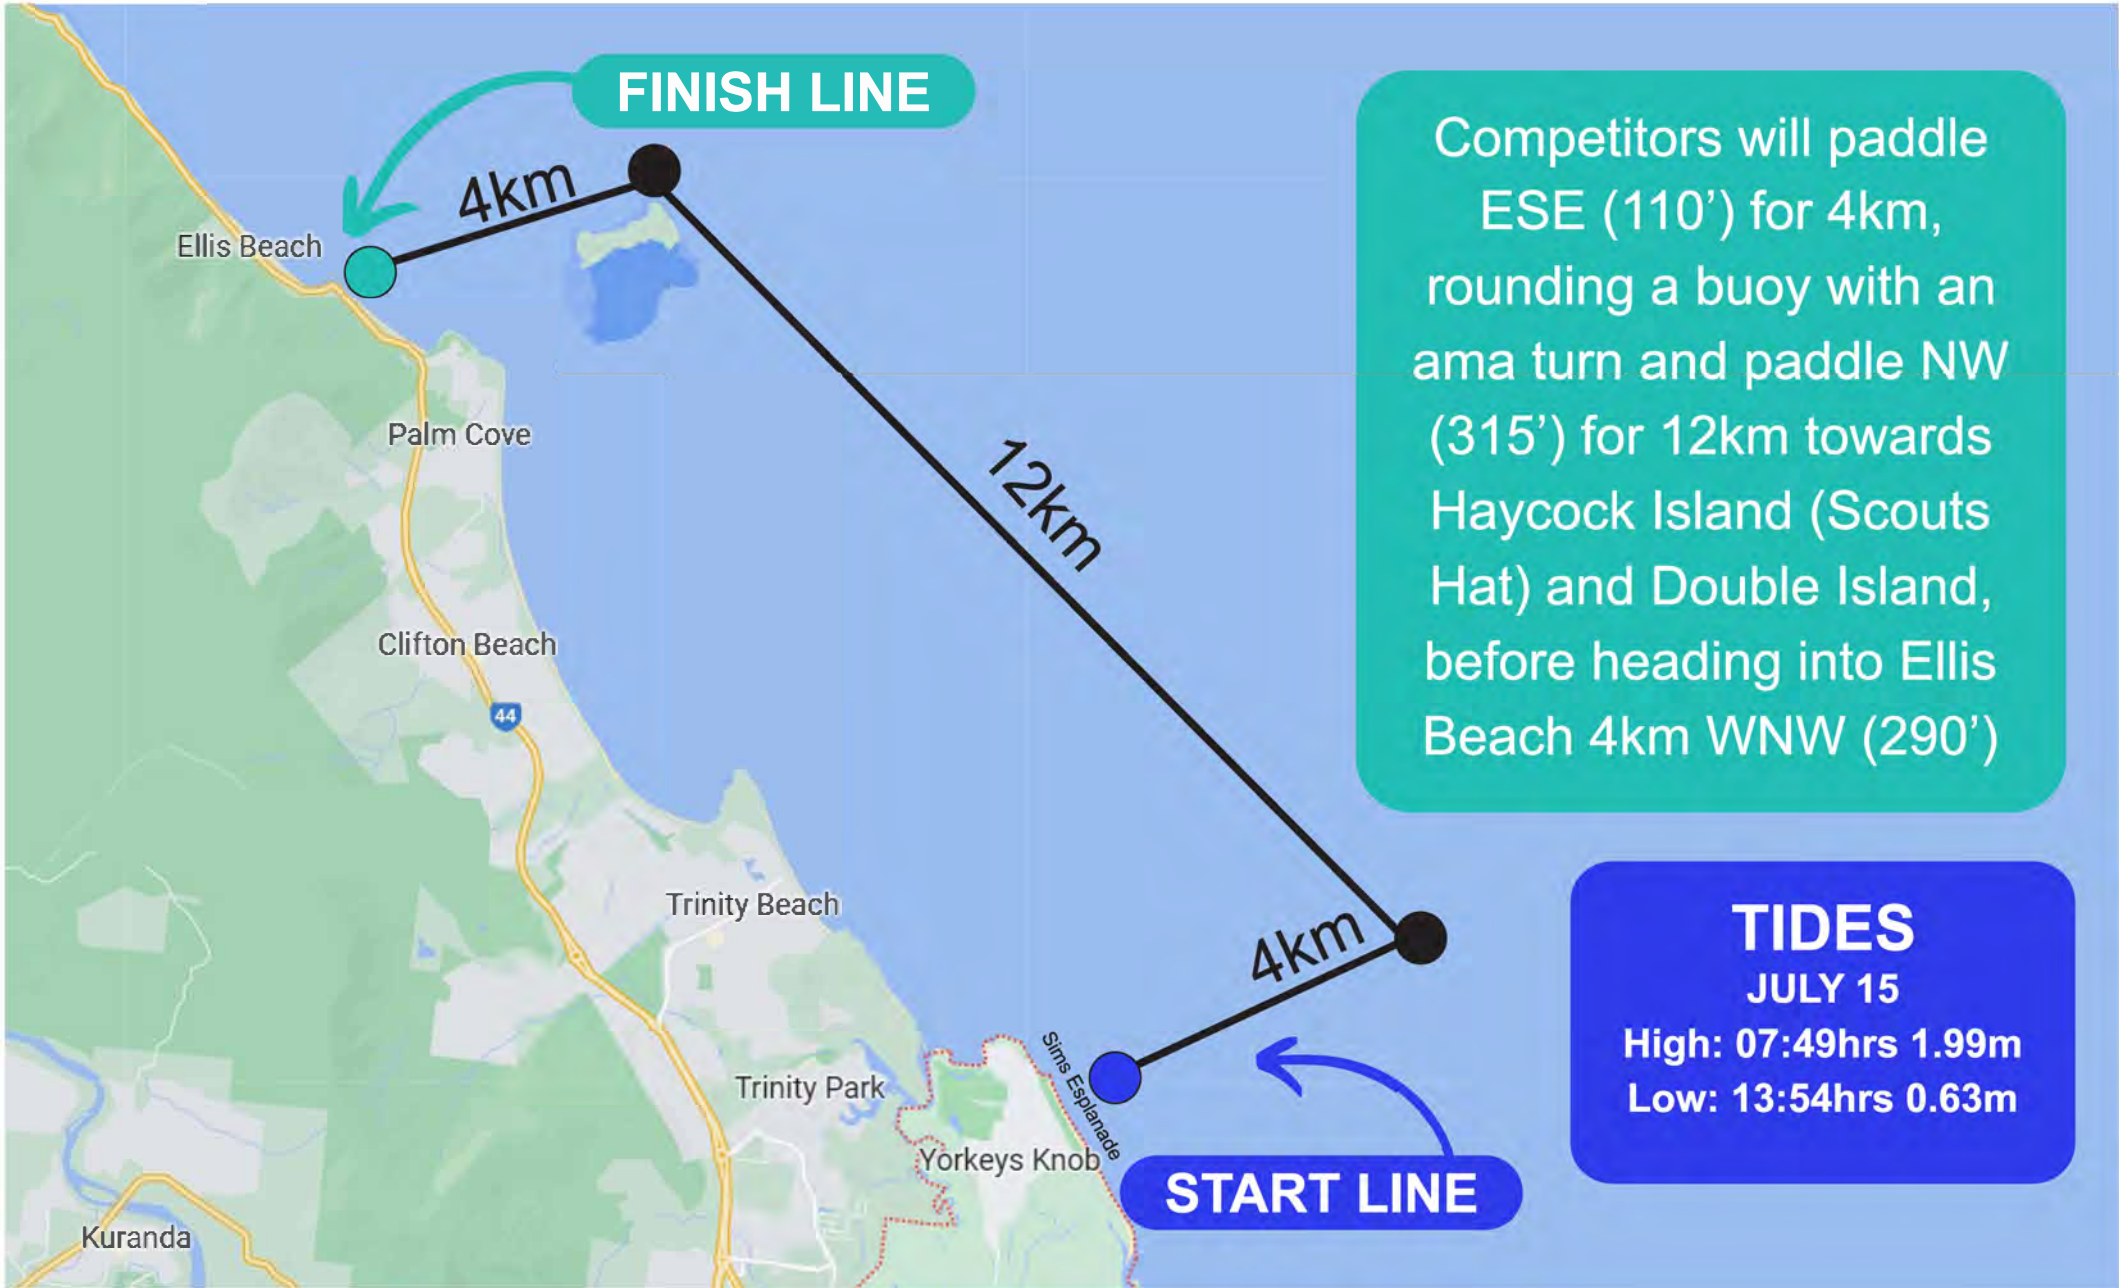 FINISH LINE
4km
Ellis Beach
Palm Cove
12km
Clifton Beach
44
Trinity Beach
4km
Sims Esplanade
Trinity Park
Yorkeys Knob
START LINE
Kuranda
Competitors will paddle
ESE (110’) for 4km,
rounding a buoy with an
ama turn and paddle NW
(315’) for 12km towards
Haycock Island (Scouts
Hat) and Double Island,
before heading into Ellis
Beach 4km WNW (290’)
TIDES
JULY 15
High: 07:49hrs 1.99m
Low: 13:54hrs 0.63m